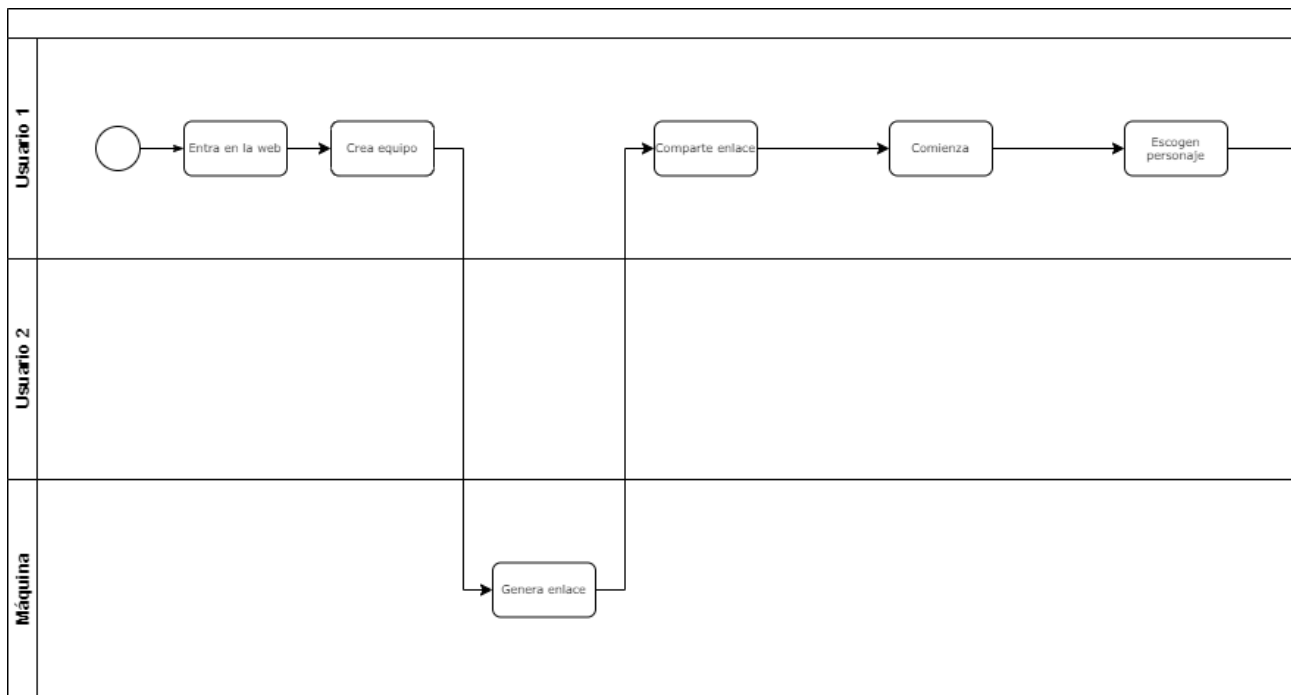 Usuario 1
Entra en la web
Crea equipo
Comparte enlace
Comienza
Escogen
personaje
Usuario 2
Máquina
Genera enlace